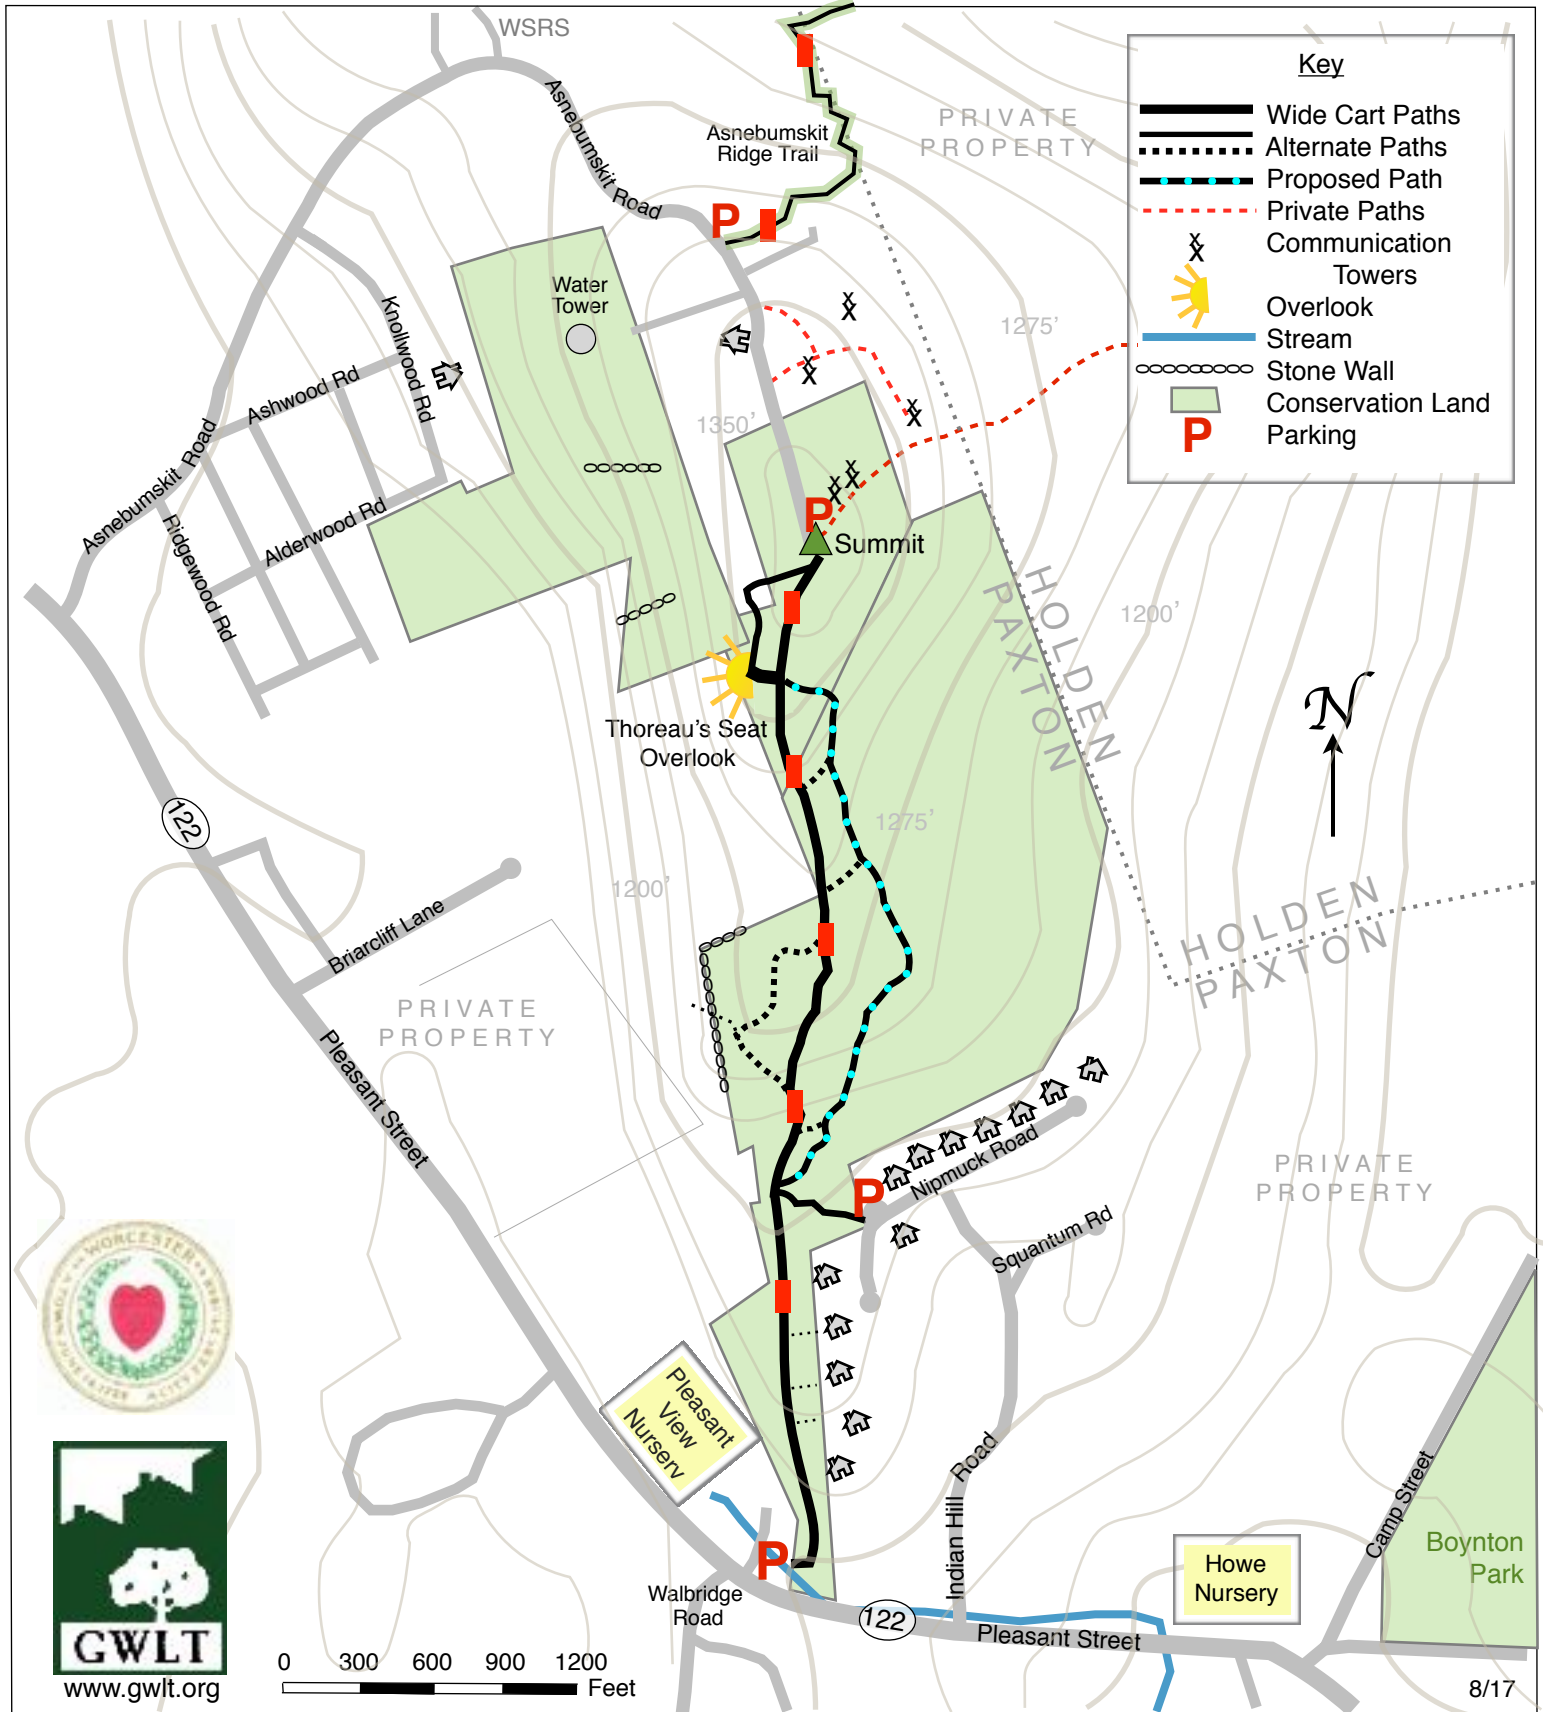 WSRS
Asnebumskit Road
Asnebumskit
Ridge Trail
PRIVATE
PROPERTY
Key
Wide Cart Paths
Alternate Paths
Proposed Path
Private Paths
Communication
Towers
Overlook
Stream
Stone Wall
Conservation Land
P Parking
P
Water
Tower
Knollwood Rd
Ashwood Rd
1275’
1350’
Asnebumskit Road
Alderwood Rd
Ridgewood Rd
P
Summit
HOLDEN
PAXTON
1200’
N
Thoreau’s Seat
Overlook
122
1275’
1200’
HOLDEN
PAXTON
Briarcliff Lane
PRIVATE
PROPERTY
Pleasant Street
Nipmuck Road
P
PRIVATE
PROPERTY
Squantum Rd
WORCESTER
Pleasant
View
Nursery
Indian Hill Road
Camp Street
Boynton
Park
Howe
Nursery
P
Walbridge
Road
122
Pleasant Street
GWLT
www.gwlt.org
0 300 600 900 1200
Feet
8/17